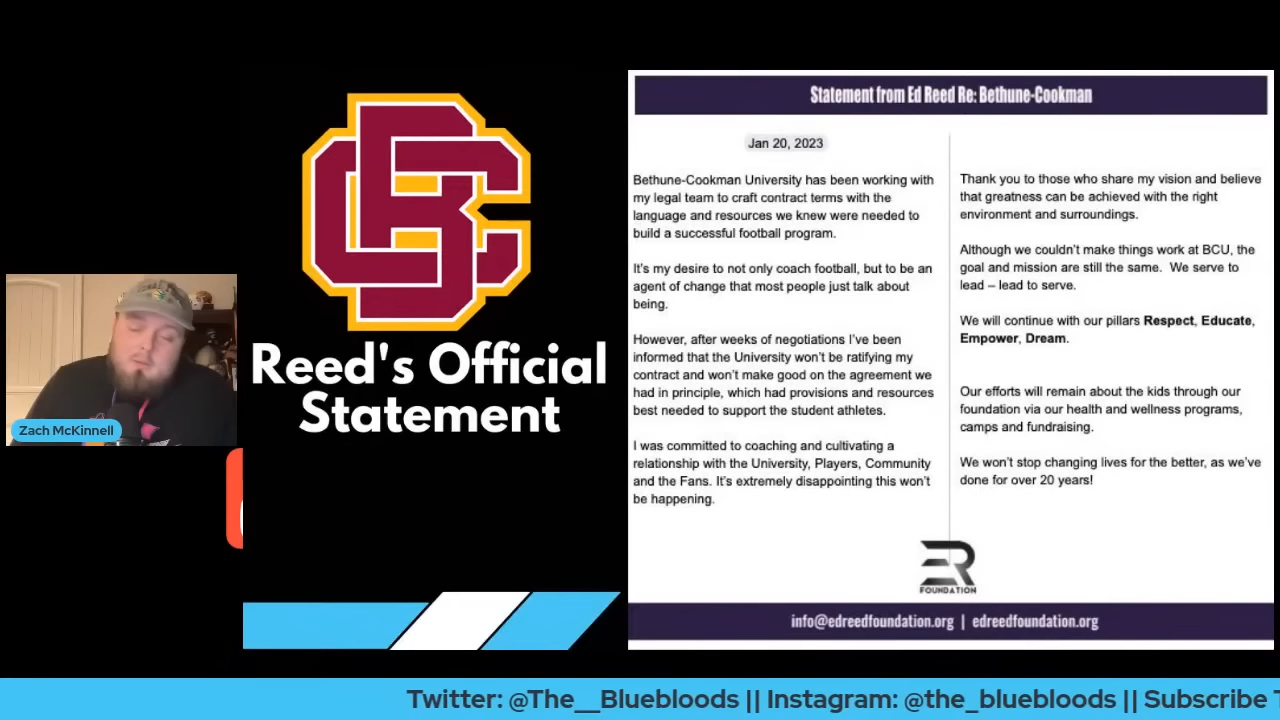 Statement from Ed Reed Re: Bethune-Cookman
Jan 20, 2023
Bethune-Cookman University has been working with
my legal team to craft contract terms with the
language and resources we knew were needed to
build a successful football program.
It's my desire to not only coach football, but to be an
agent of change that most people just talk about
being.
However, after weeks of negotiations I've been
informed that the University won't be ratifying my
contract and won't make good on the agreement we
had in principle, which had provisions and resources
best needed to support the student athletes.
I was committed to coaching and cultivating a
relationship with the University, Players, Community
and the Fans. It's extremely disappointing this won't
be happening.
Thank you to those who share my vision and believe
that greatness can be achieved with the right
environment and surroundings.
Although we couldn't make things work at BCU, the
goal and mission are still the same.  We serve to
lead – lead to serve.
We will continue with our pillars Respect, Educate,
Empower, Dream.
Our efforts will remain about the kids through our
foundation via our health and wellness programs,
camps and fundraising.
We won't stop changing lives for the better, as we've
done for over 20 years!
ER
FOUNDATION
info@edreedfoundation.org | edreedfoundation.org
BC
Reed's Official
Statement
Zach McKinnell
Twitter: @The__Bluebloods || Instagram: @the_bluebloods || Subscribe